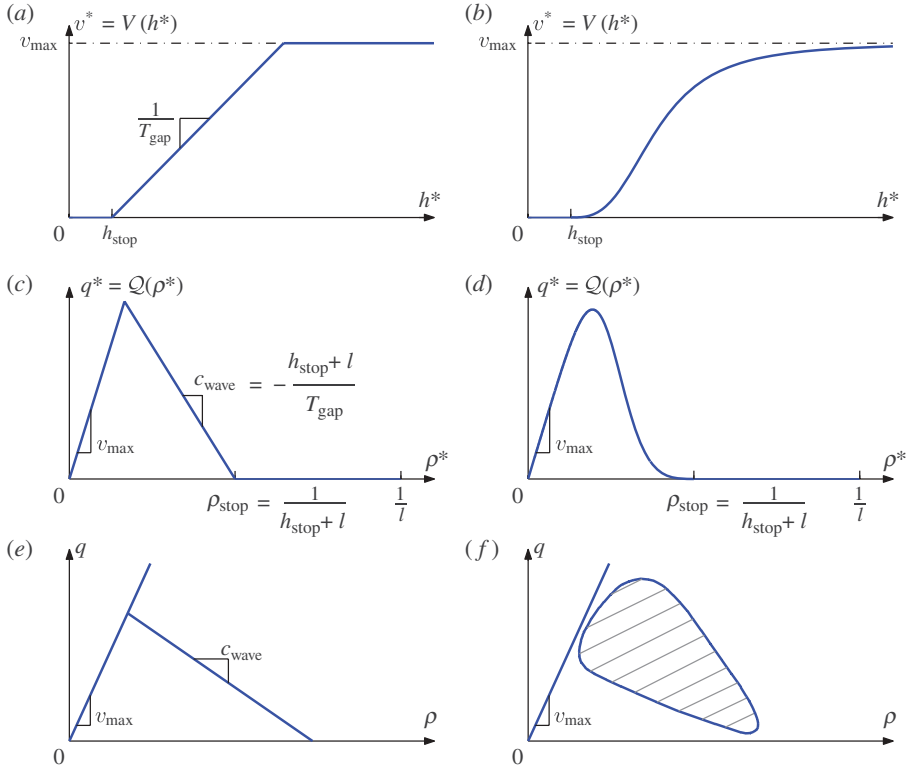 (a) v* = V (h*)
v_max
1
T_gap
h*
0 h_stop
(b) v* = V (h*)
v_max
h*
0 h_stop
(c) q* = 𝒬(ρ*)
c_wave = − h_stop + l
T_gap
v_max
ρ*
0
ρ_stop = 1
h_stop + l
1
l
(d) q* = 𝒬(ρ*)
v_max
ρ*
0
ρ_stop = 1
h_stop + l
1
l
(e) q
c_wave
v_max
ρ
0
(f) q
v_max
ρ
0